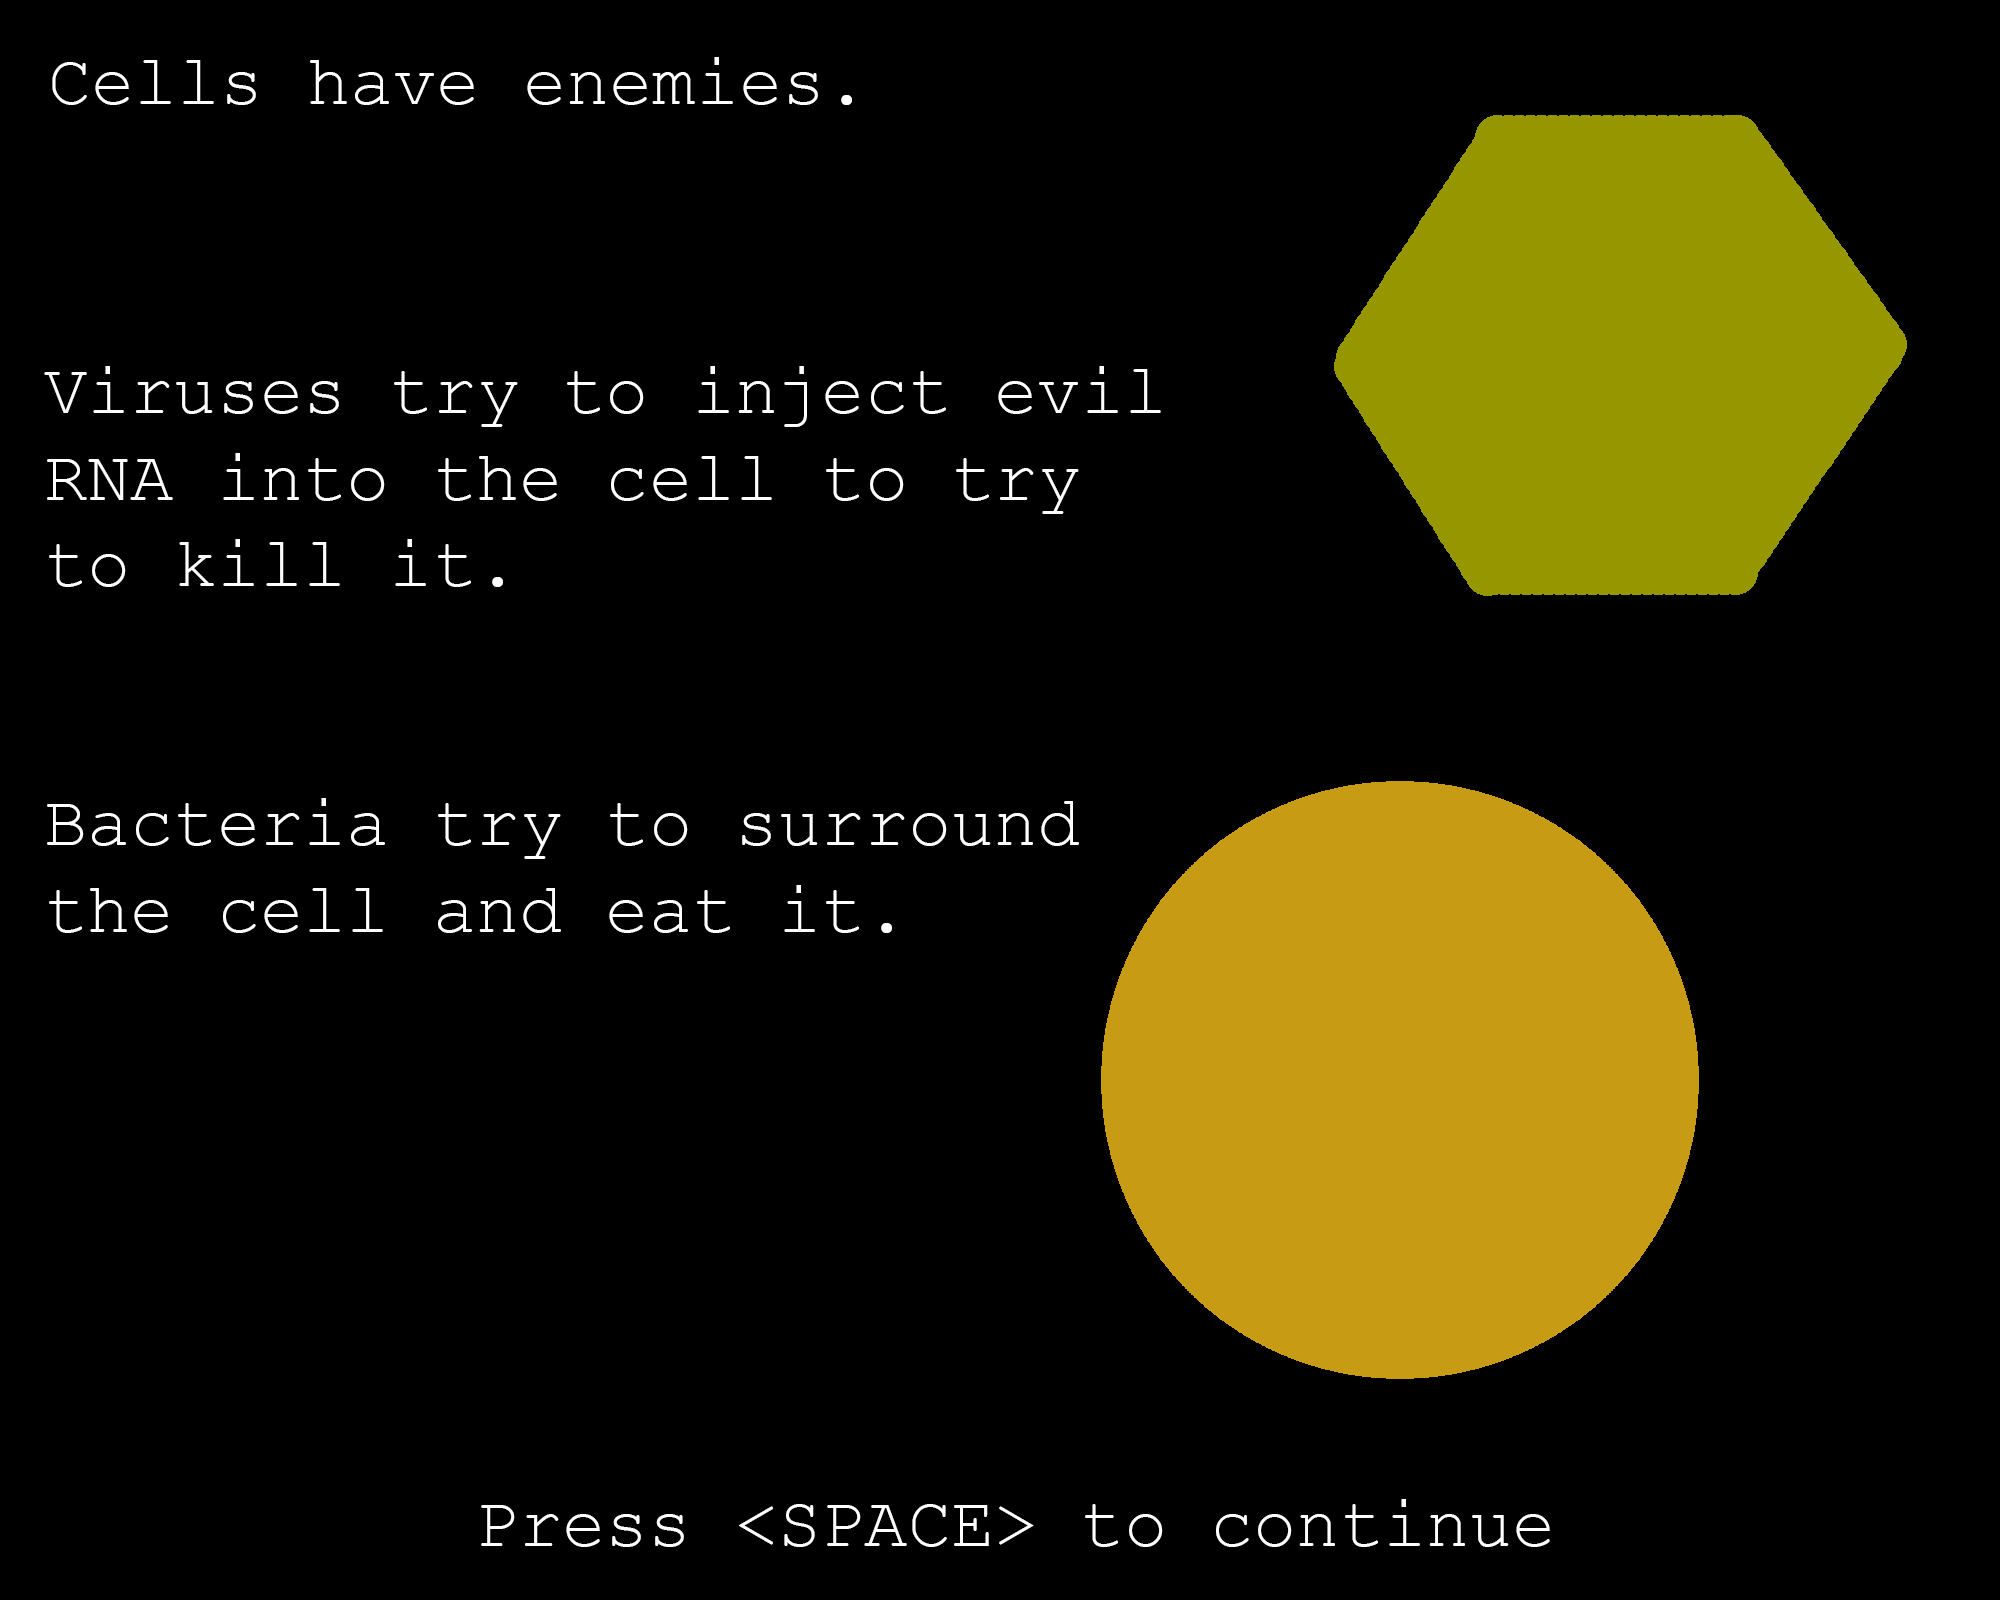 Cells have enemies.
Viruses try to inject evil
RNA into the cell to try
to kill it.
Bacteria try to surround
the cell and eat it.
Press <SPACE> to continue